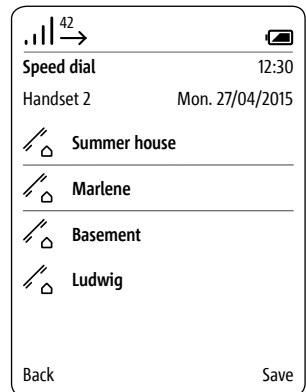 42
Speed dial 12:30
Handset 2 Mon. 27/04/2015
Summer house
Marlene
Basement
Ludwig
Back Save